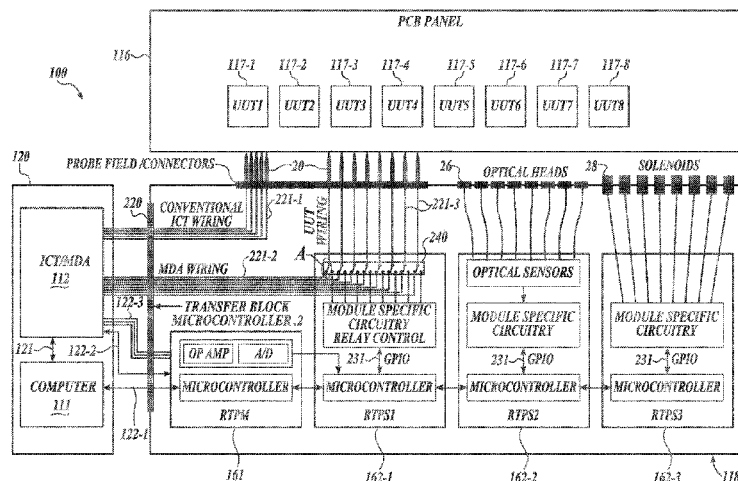 PCB PANEL
116
117-1 117-2 117-3 117-4 117-5 117-6 117-7 117-8
100
UUT1 UUT2 UUT3 UUT4 UUT5 UUT6 UUT7 UUT8
PROBE FIELD /CONNECTORS
20
26
OPTICAL HEADS
28
SOLENOIDS
120
220
CONVENTIONAL
ICT WIRING
221-1
UUT
WIRING
221-3
240
A
ICT/MDA
112
MDA WIRING
221-2
OPTICAL SENSORS
122-3
TRANSFER BLOCK
MICROCONTROLLER .2
MODULE SPECIFIC
CIRCUITRY
RELAY CONTROL
MODULE SPECIFIC
CIRCUITRY
MODULE SPECIFIC
CIRCUITRY
121
122-2
OP AMP
A/D
231 GPIO
231 GPIO
231 GPIO
COMPUTER
111
MICROCONTROLLER
MICROCONTROLLER
MICROCONTROLLER
MICROCONTROLLER
122-1
RTPM
RTPS1
RTPS2
RTPS3
161
162-1
162-2
162-3
118